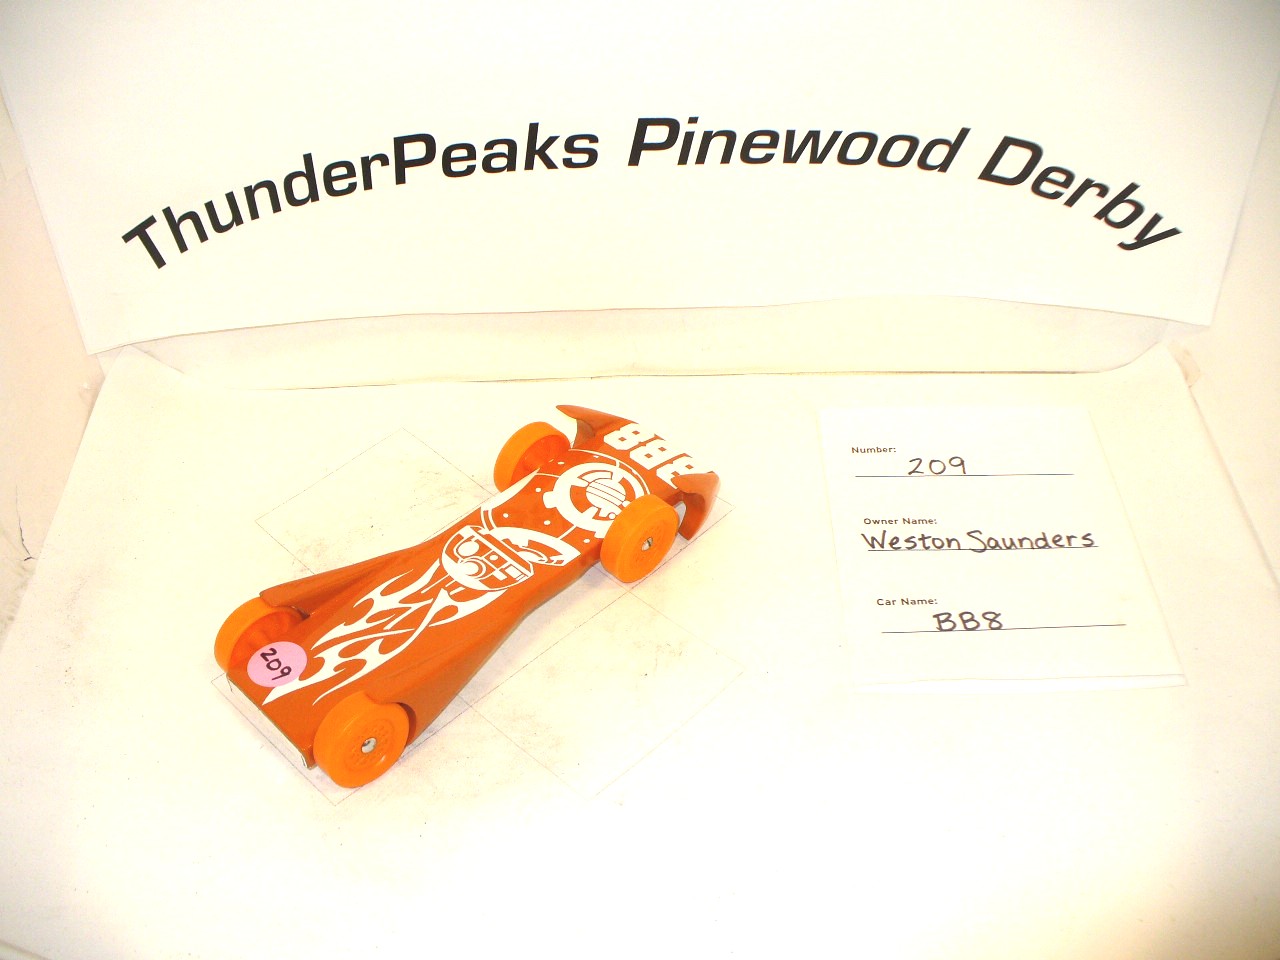 ThunderPeaks Pinewood Derby
BB8
209
Number:
209
Owner Name:
Weston Saunders
Car Name:
BB8